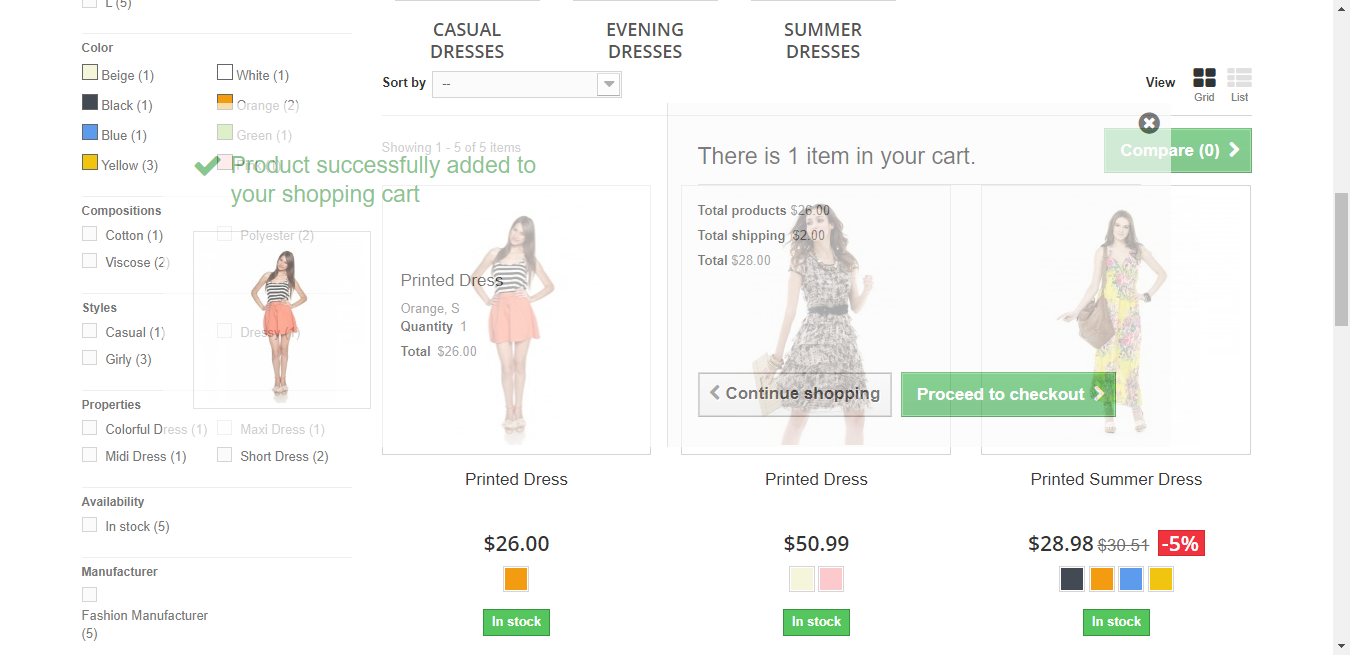 L (5)
CASUAL
DRESSES
EVENING
DRESSES
SUMMER
DRESSES
Color
Beige (1)
White (1)
Black (1)
Orange (2)
Blue (1)
Green (1)
Yellow (3)
Sort by
--
View
Grid
List
Showing 1 - 5 of 5 items
Compare (0)
Product successfully added to
your shopping cart
There is 1 item in your cart.
Total products $26.00
Total shipping $2.00
Total $28.00
Printed Dress
Orange, S
Quantity 1
Total $26.00
Continue shopping
Proceed to checkout
Compositions
Cotton (1)
Polyester (2)
Viscose (2)
Styles
Casual (1)
Dressy (1)
Girly (3)
Properties
Colorful Dress (1)
Maxi Dress (1)
Midi Dress (1)
Short Dress (2)
Availability
In stock (5)
Manufacturer
Fashion Manufacturer
(5)
Printed Dress
$26.00
In stock
Printed Dress
$50.99
In stock
Printed Summer Dress
$28.98 $30.51 -5%
In stock